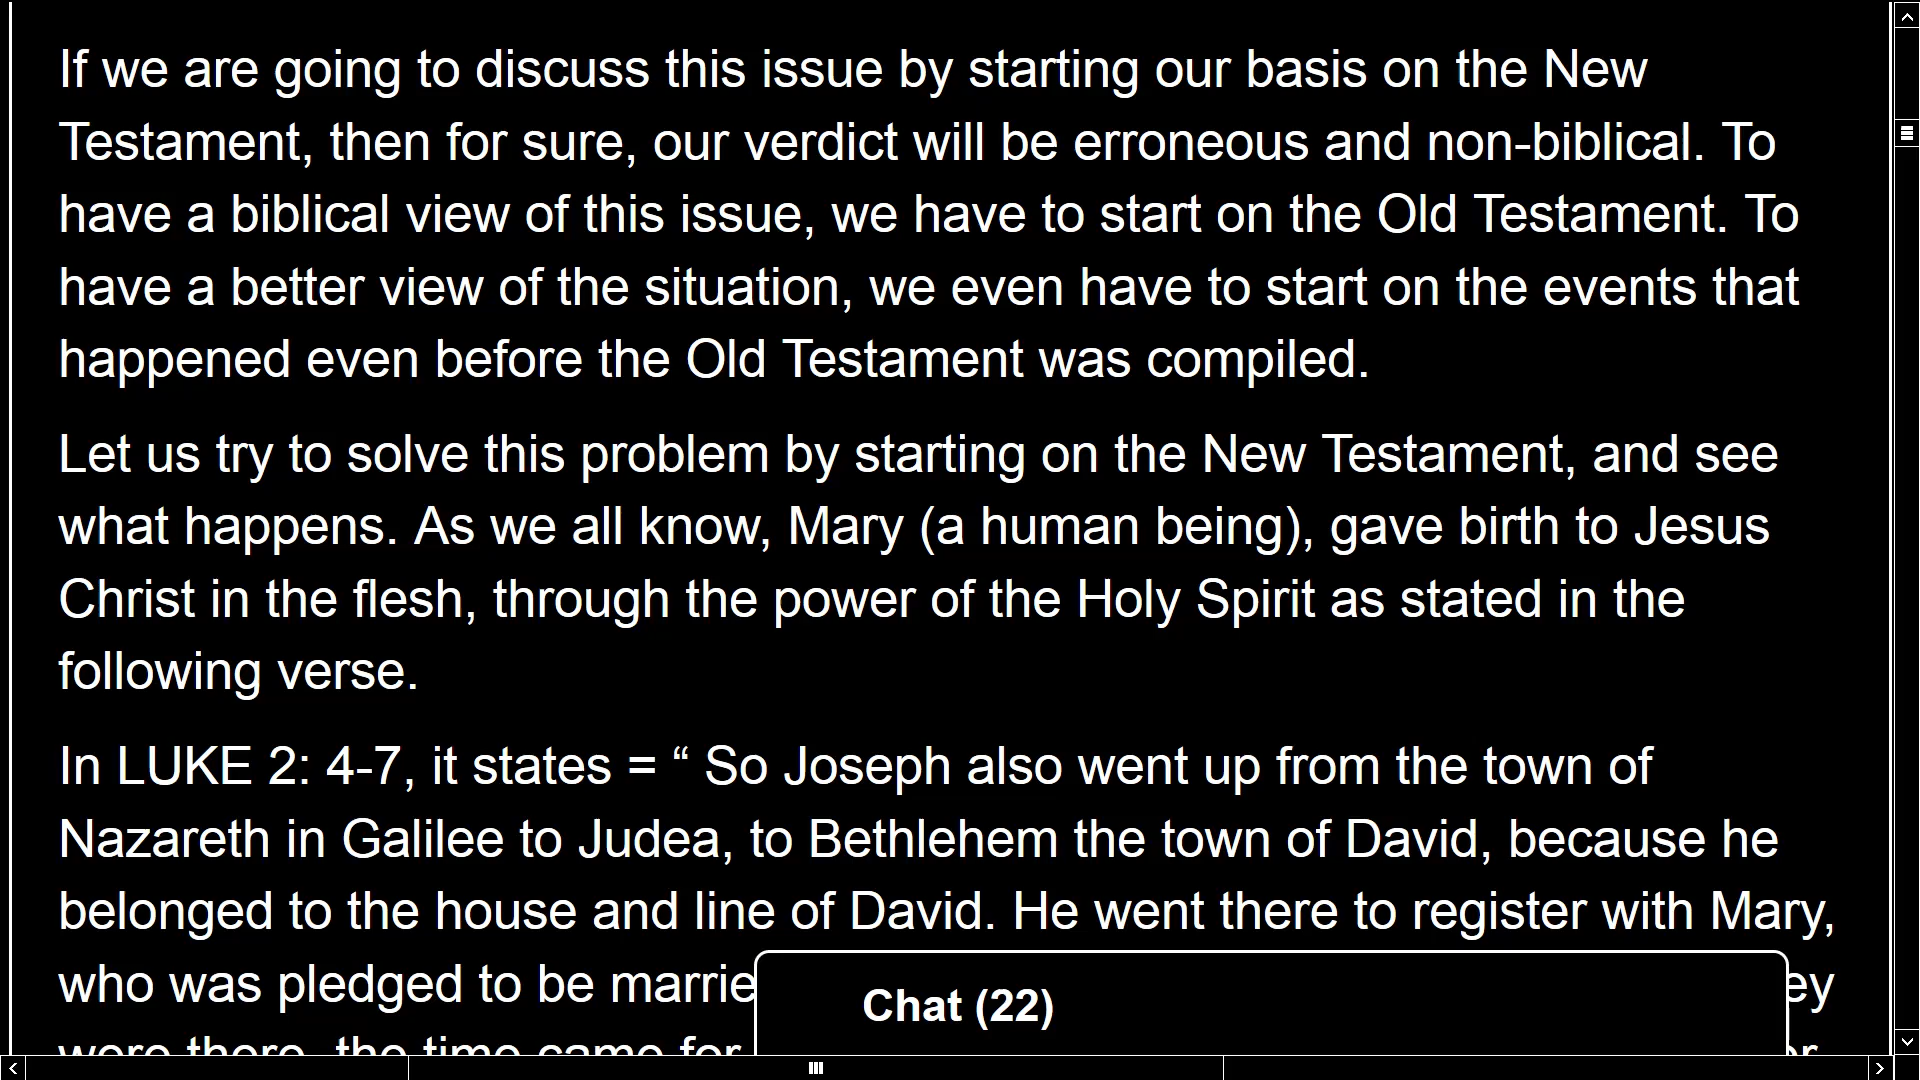 If we are going to discuss this issue by starting our basis on the New
Testament, then for sure, our verdict will be erroneous and non-biblical. To
have a biblical view of this issue, we have to start on the Old Testament. To
have a better view of the situation, we even have to start on the events that
happened even before the Old Testament was compiled.
Let us try to solve this problem by starting on the New Testament, and see
what happens. As we all know, Mary (a human being), gave birth to Jesus
Christ in the flesh, through the power of the Holy Spirit as stated in the
following verse.
In LUKE 2: 4-7, it states = “ So Joseph also went up from the town of
Nazareth in Galilee to Judea, to Bethlehem the town of David, because he
belonged to the house and line of David. He went there to register with Mary,
who was pledged to be marrie
Chat (22)
were there, the time came for